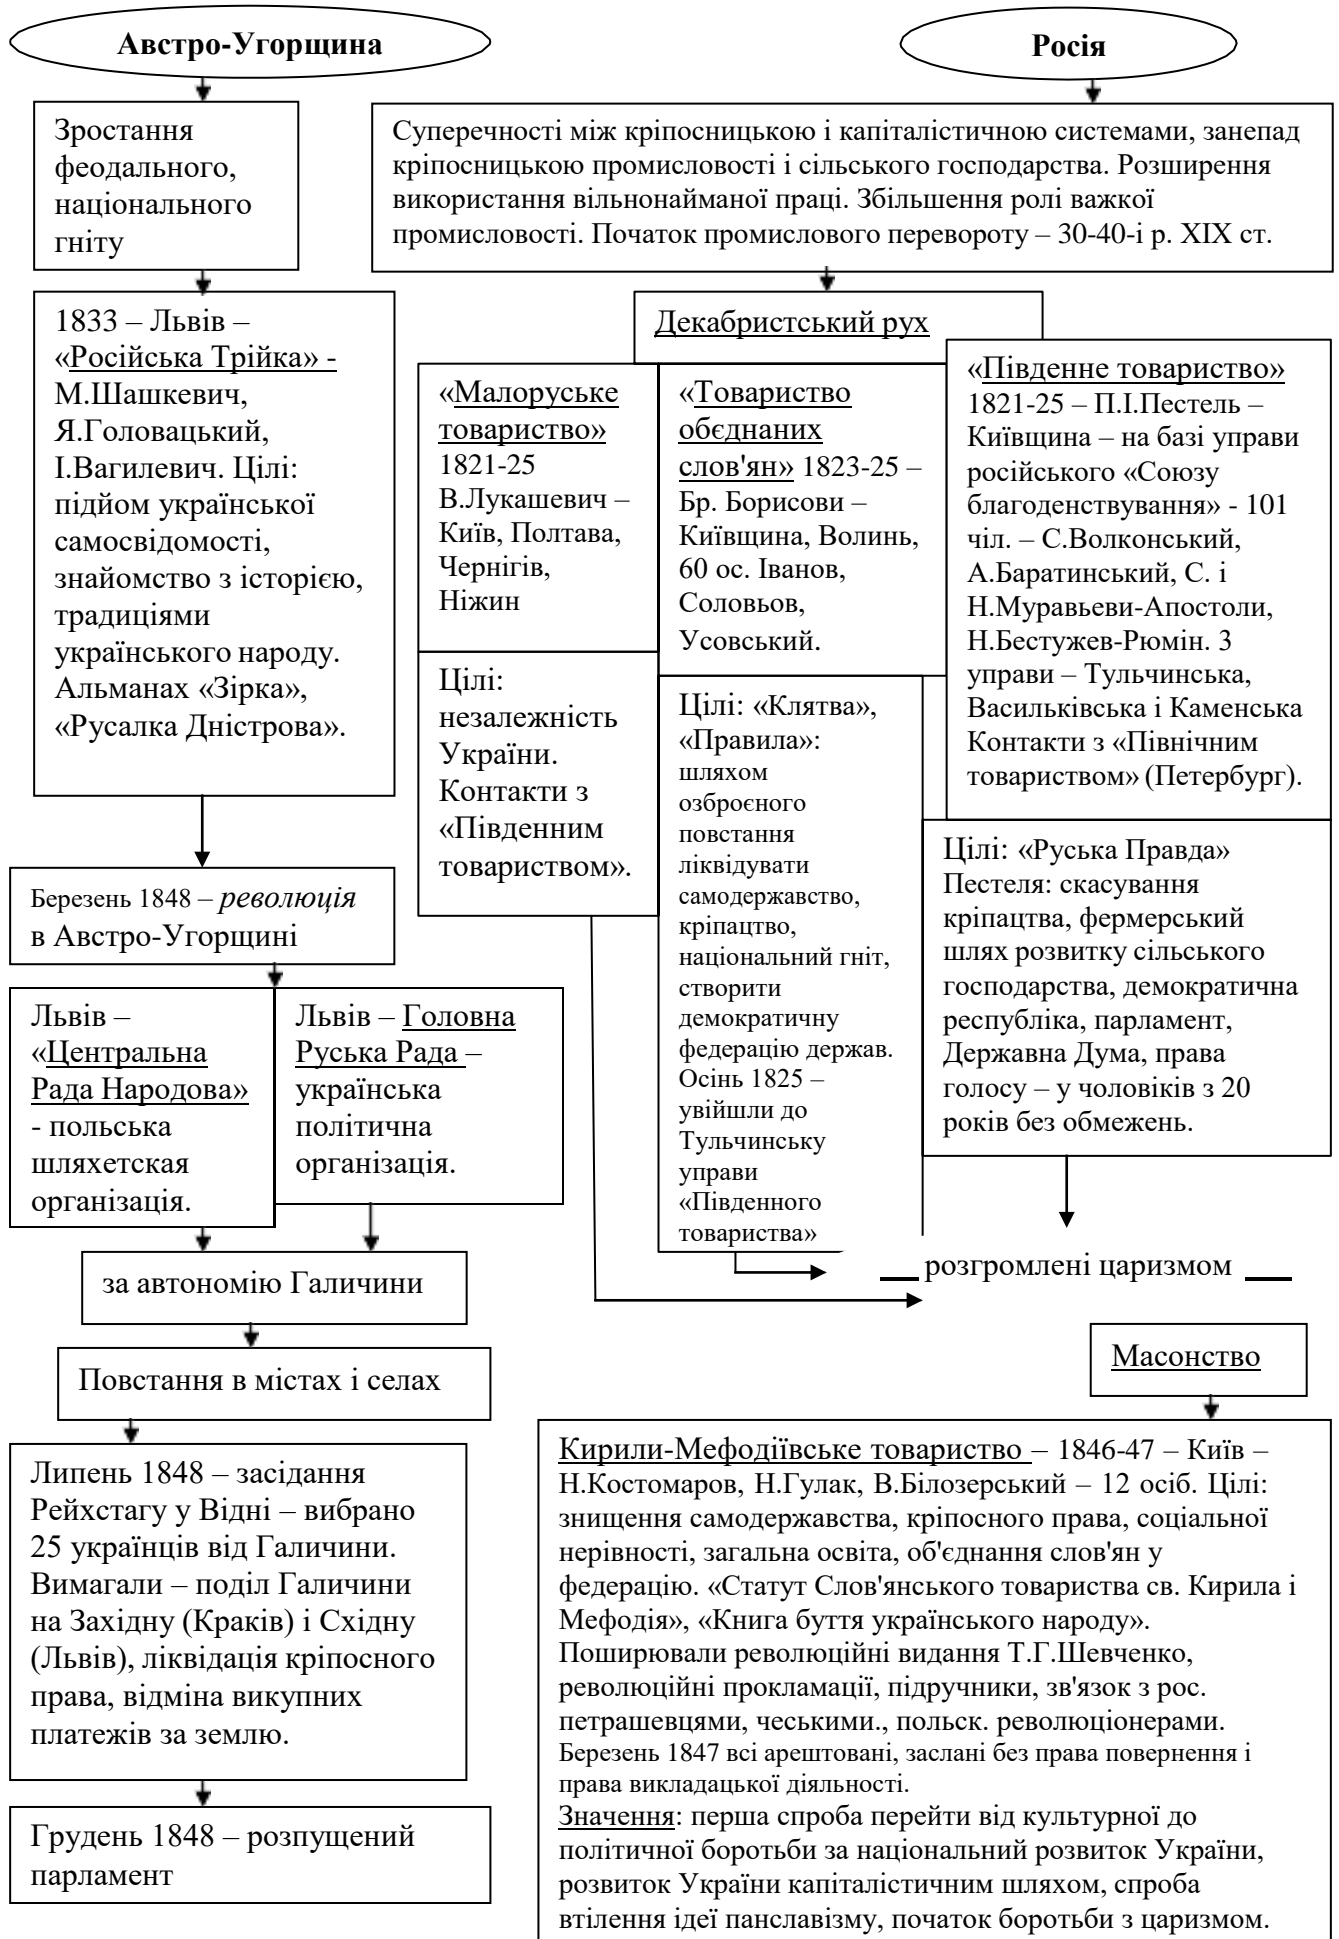 Австро-Угорщина
Росія
Зростання
феодального,
національного
гніту
Суперечності між кріпосницькою і капіталістичною системами, занепад
кріпосницькою промисловості і сільського господарства. Розширення
використання вільнонайманої праці. Збільшення ролі важкої
промисловості. Початок промислового перевороту – 30-40-і р. XIX ст.
1833 – Львів –
«Російська Трійка» -
М.Шашкевич,
Я.Головацький,
І.Вагилевич. Цілі:
підйом української
самосвідомості,
знайомство з історією,
традиціями
українського народу.
Альманах «Зірка»,
«Русалка Дністрова».
Декабристський рух
«Малоруське
товариство»
1821-25
В.Лукашевич –
Київ, Полтава,
Чернігів,
Ніжин
«Товариство
обєднаних
слов'ян» 1823-25 –
Бр. Борисови –
Київщина, Волинь,
60 ос. Іванов,
Соловьов,
Усовський.
«Південне товариство»
1821-25 – П.І.Пестель –
Київщина – на базі управи
російського «Союзу
благоденствування» - 101
чіл. – С.Волконський,
А.Баратинський, С. і
Н.Муравьеви-Апостоли,
Н.Бестужев-Рюмін. 3
управи – Тульчинська,
Васильківська і Каменська
Контакти з «Північним
товариством» (Петербург).
Цілі:
незалежність
України.
Контакти з
«Південним
товариством».
Цілі: «Клятва»,
«Правила»:
шляхом
озброєного
повстання
ліквідувати
самодержавство,
кріпацтво,
національний гніт,
створити
демократичну
федерацію держав.
Осінь 1825 –
увійшли до
Тульчинську
управи
«Південного
товариства»
Цілі: «Руська Правда»
Пестеля: скасування
кріпацтва, фермерський
шлях розвитку сільського
господарства, демократична
республіка, парламент,
Державна Дума, права
голосу – у чоловіків з 20
років без обмежень.
розгромлені царизмом
Березень 1848 – революція
в Австро-Угорщині
Львів –
«Центральна
Рада Народова»
- польська
шляхетская
організація.
Львів – Головна
Руська Рада –
українська
політична
організація.
за автономію Галичини
Повстання в містах і селах
Липень 1848 – засідання
Рейхстагу у Відні – вибрано
25 українців від Галичини.
Вимагали – поділ Галичини
на Західну (Краків) і Східну
(Львів), ліквідація кріпосного
права, відміна викупних
платежів за землю.
Грудень 1848 – розпущений
парламент
Масонство
Кирили-Мефодіївське товариство – 1846-47 – Київ –
Н.Костомаров, Н.Гулак, В.Білозерський – 12 осіб. Цілі:
знищення самодержавства, кріпосного права, соціальної
нерівності, загальна освіта, об'єднання слов'ян у
федерацію. «Статут Слов'янського товариства св. Кирила і
Мефодія», «Книга буття українського народу».
Поширювали революційні видання Т.Г.Шевченко,
революційні прокламації, підручники, зв'язок з рос.
петрашевцями, чеськими., польск. революціонерами.
Березень 1847 всі арештовані, заслані без права повернення і
права викладацької діяльності.
Значення: перша спроба перейти від культурної до
політичної боротьби за національний розвиток України,
розвиток України капіталістичним шляхом, спроба
втілення ідеї панславізму, початок боротьби з царизмом.